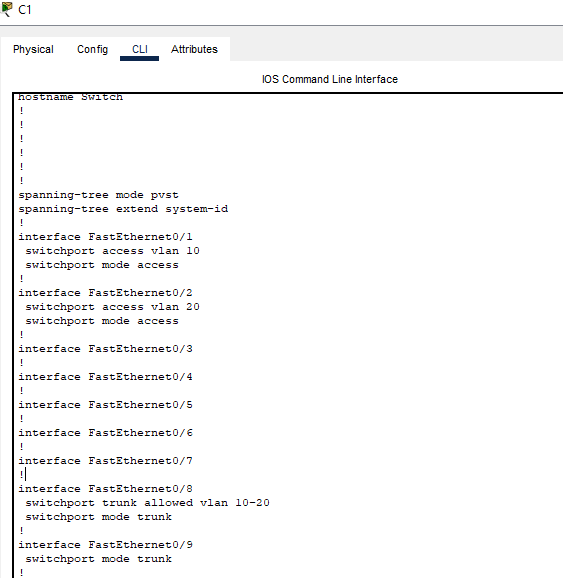 C1
Physical Config CLI Attributes
IOS Command Line Interface
hostname Switch
!
!
!
!
!
!
spanning-tree mode pvst
spanning-tree extend system-id
!
interface FastEthernet0/1
switchport access vlan 10
switchport mode access
!
interface FastEthernet0/2
switchport access vlan 20
switchport mode access
!
interface FastEthernet0/3
!
interface FastEthernet0/4
!
interface FastEthernet0/5
!
interface FastEthernet0/6
!
interface FastEthernet0/7
!
interface FastEthernet0/8
switchport trunk allowed vlan 10-20
switchport mode trunk
!
interface FastEthernet0/9
switchport mode trunk
!